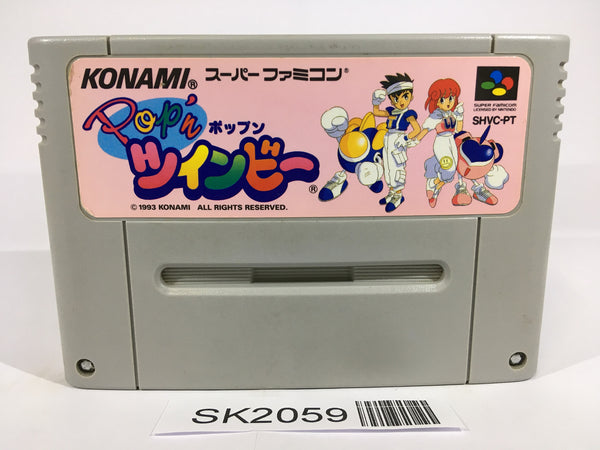 KONAMI® スーパーファミコン®
Pop'n ポップン
ツインビー®
© 1993 KONAMI ALL RIGHTS RESERVED.
SUPER FAMICOM
LICENSED BY NINTENDO
SHVC-PT
SK2059